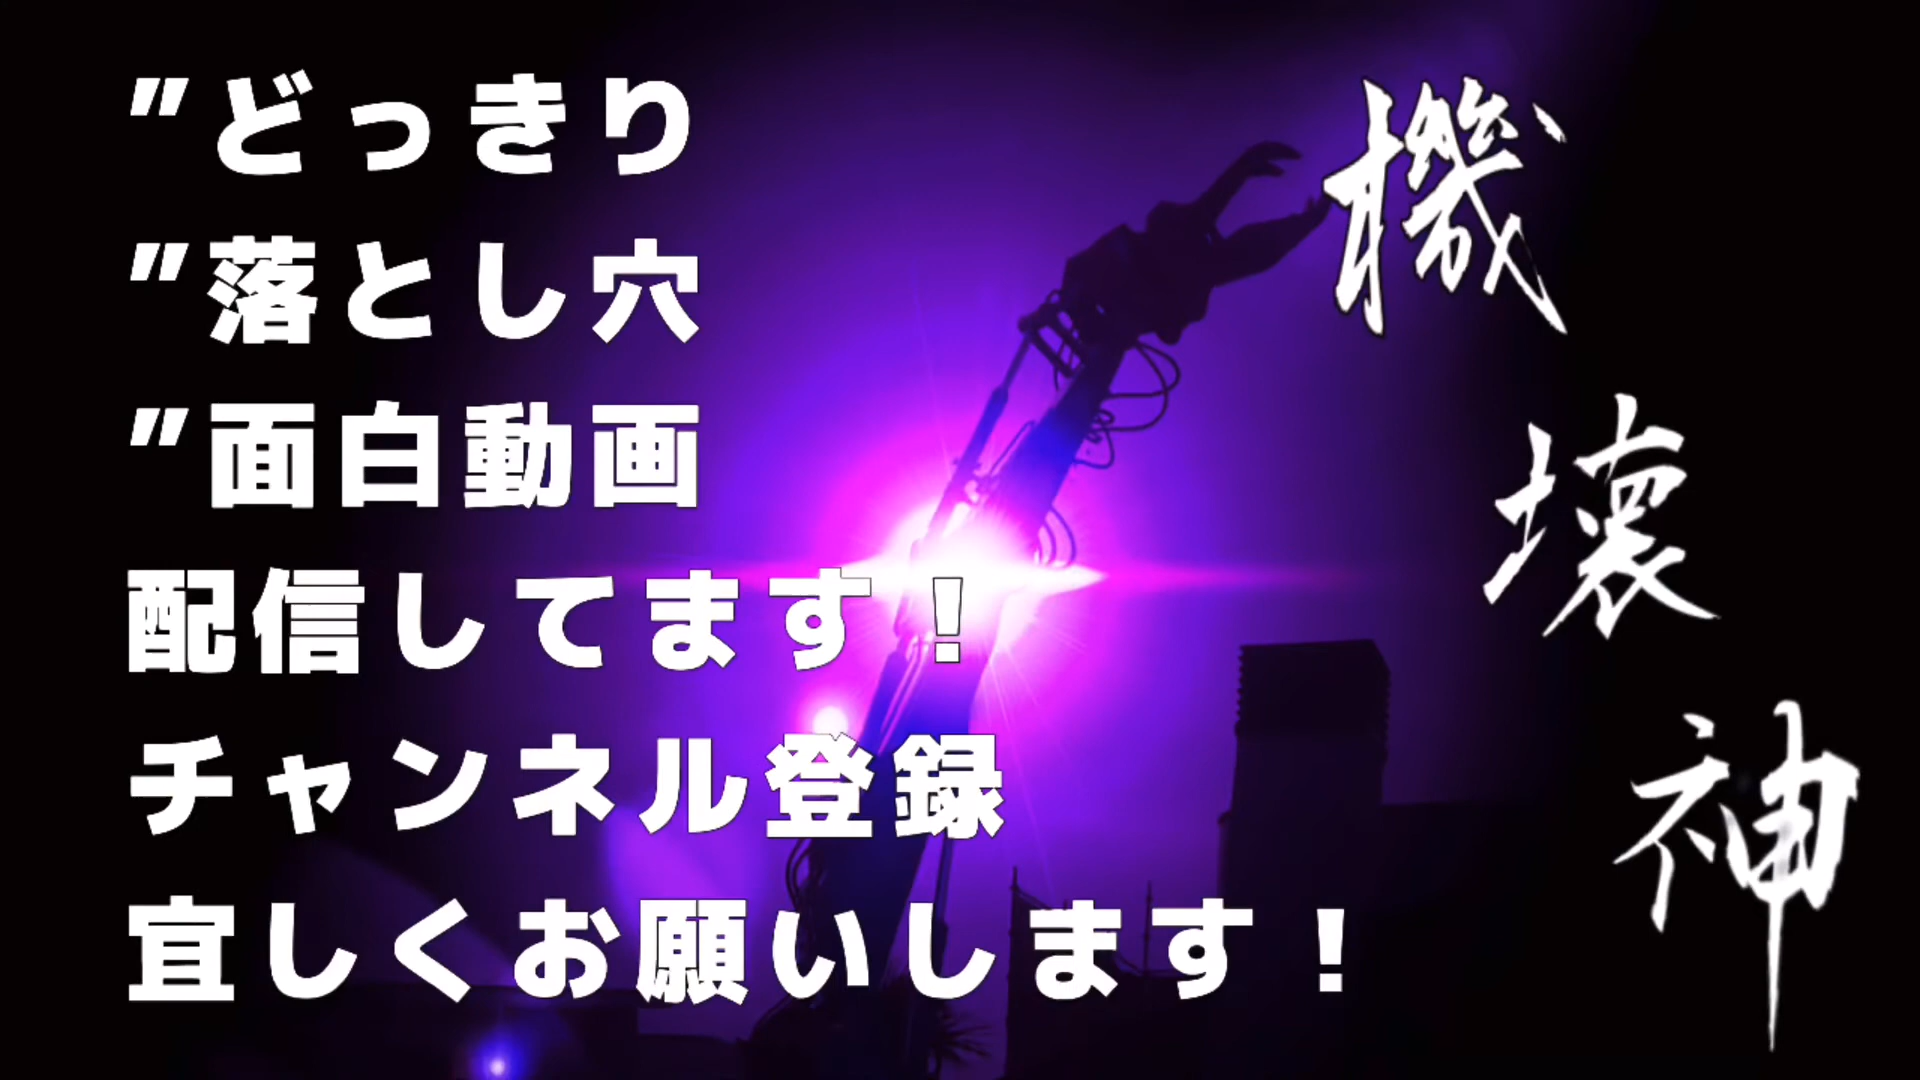 ”どっきり
”落とし穴
”面白動画
配信してます！
チャンネル登録
宜しくお願いします！
機壊神